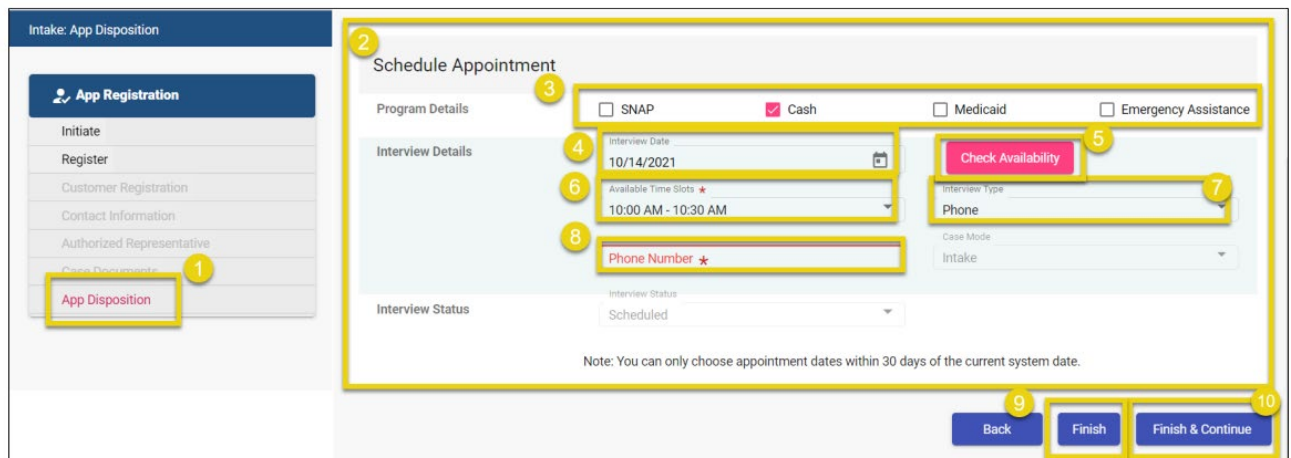 Intake: App Disposition
App Registration
Initiate
Register
Customer Registration
Contact Information
Authorized Representative
Case Documents
1
App Disposition
2
Schedule Appointment
3
Program Details
SNAP
Cash
Medicaid
Emergency Assistance
Interview Details
4
Interview Date
10/14/2021
5
Check Availability
6
Available Time Slots *
10:00 AM - 10:30 AM
7
Interview Type
Phone
8
Phone Number *
Case Mode
Intake
Interview Status
Interview Status
Scheduled
Note: You can only choose appointment dates within 30 days of the current system date.
Back
9
Finish
10
Finish & Continue